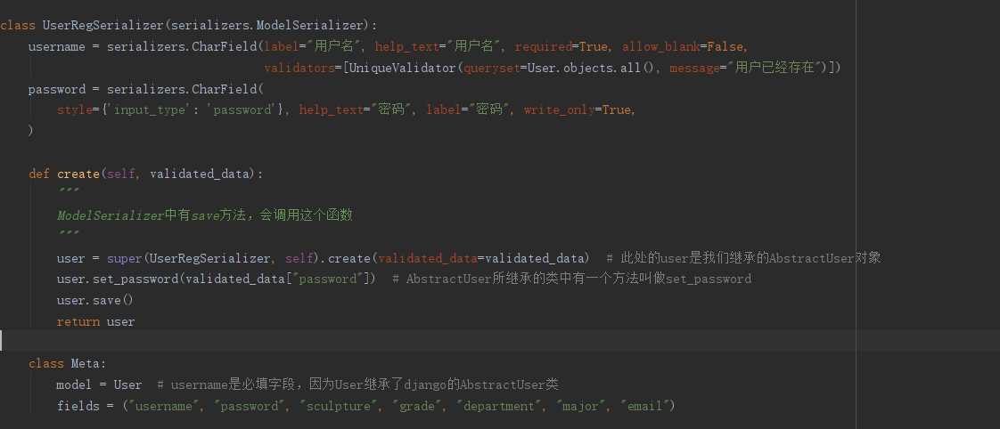 class UserRegSerializer(serializers.ModelSerializer):
    username = serializers.CharField(label="用户名", help_text="用户名", required=True, allow_blank=False,
                                     validators=[UniqueValidator(queryset=User.objects.all(), message="用户已经存在")])
    password = serializers.CharField(
        style={'input_type': 'password'}, help_text="密码", label="密码", write_only=True,
    )
    def create(self, validated_data):
        """
        ModelSerializer中有save方法，会调用这个函数
        """
        user = super(UserRegSerializer, self).create(validated_data=validated_data)  # 此处的user是我们继承的AbstractUser对象
        user.set_password(validated_data["password"])  # AbstractUser所继承的类中有一个方法叫做set_password
        user.save()
        return user
    class Meta:
        model = User  # username是必填字段，因为User继承了django的AbstractUser类
        fields = ("username", "password", "sculpture", "grade", "department", "major", "email")